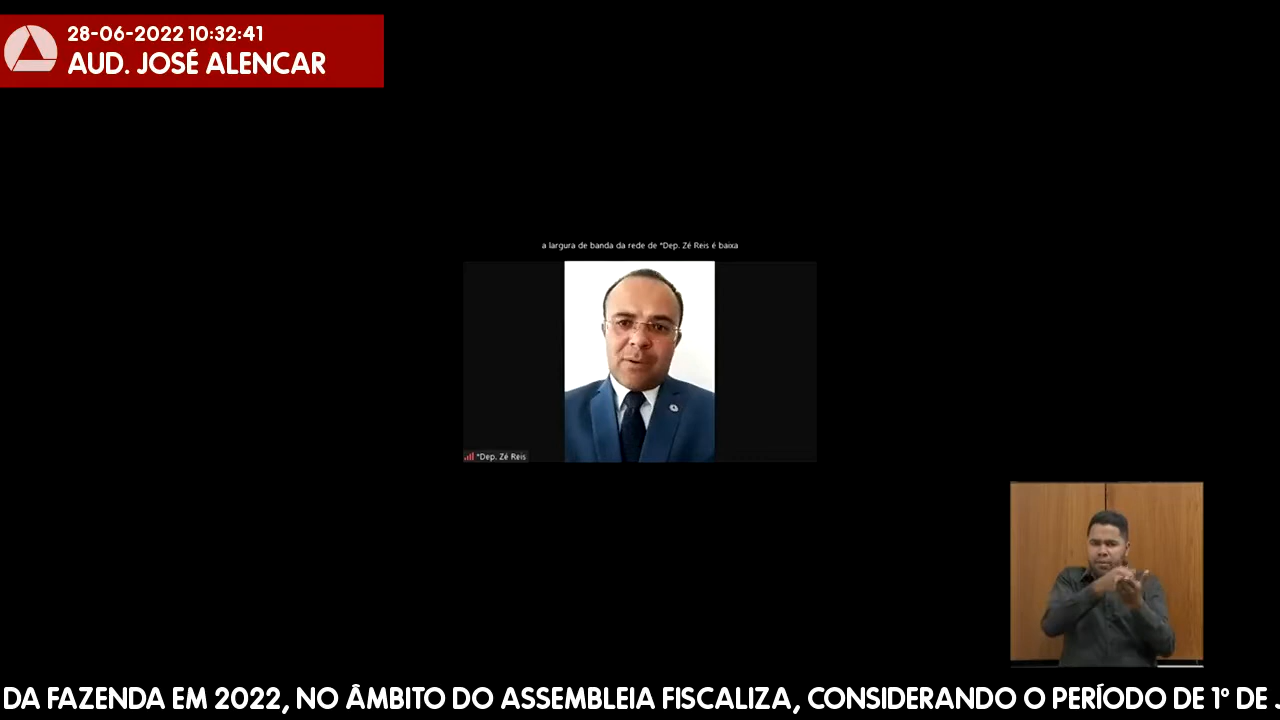 28-06-2022 10:32:41
AUD. JOSÉ ALENCAR
a largura de banda da rede de *Dep. Zé Reis é baixa
*Dep. Zé Reis
DA FAZENDA EM 2022, NO ÂMBITO DO ASSEMBLEIA FISCALIZA, CONSIDERANDO O PERÍODO DE 1º DE